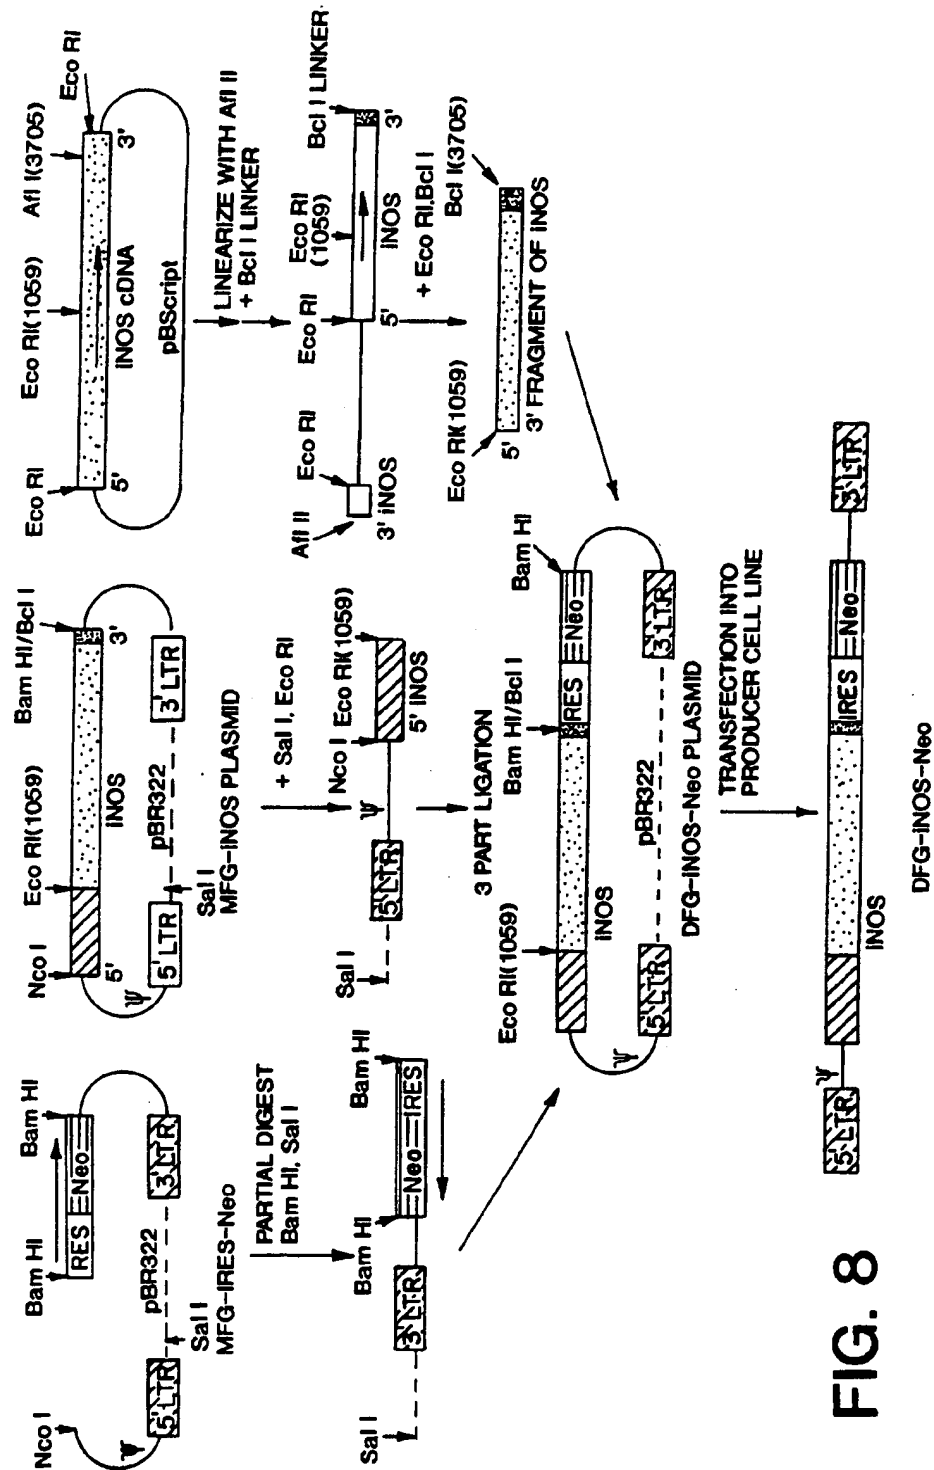 Nco I
Bam HI
Bam HI
RES
Neo
Ψ
5' LTR
pBR322
3' LTR
Sal I
MFG-IRES-Neo
PARTIAL DIGEST
Bam HI, Sal I
Sal I
3' LTR
Bam HI
Neo
IRES
Bam HI
Nco I
Eco RI(1059)
Bam HI/Bcl I
5'
iNOS
3'
Ψ
5' LTR
pBR322
3' LTR
Sal I
MFG-iNOS PLASMID
+ Sal I, Eco RI
Sal I
5' LTR
Ψ
Nco I
Eco RI(1059)
5' iNOS
Eco RI
Eco RI(1059)
Afl I(3705)
Eco RI
5'
iNOS cDNA
3'
pBScript
LINEARIZE WITH Afl II
+ Bcl I LINKER
Afl II
Eco RI
3' iNOS
Eco RI
Eco RI
(1059)
Bcl I LINKER
5'
iNOS
3'
+ Eco RI,Bcl I
Eco RI(1059)
Bcl I(3705)
5'
3' FRAGMENT OF iNOS
3 PART LIGATION
Eco RI(1059)
Bam HI/Bcl I
Bam HI
iNOS
RES
Neo
Ψ
5' LTR
pBR322
3' LTR
DFG-iNOS-Neo PLASMID
TRANSFECTION INTO
PRODUCER CELL LINE
5' LTR
Ψ
iNOS
IRES
Neo
3' LTR
DFG-iNOS-Neo
FIG. 8